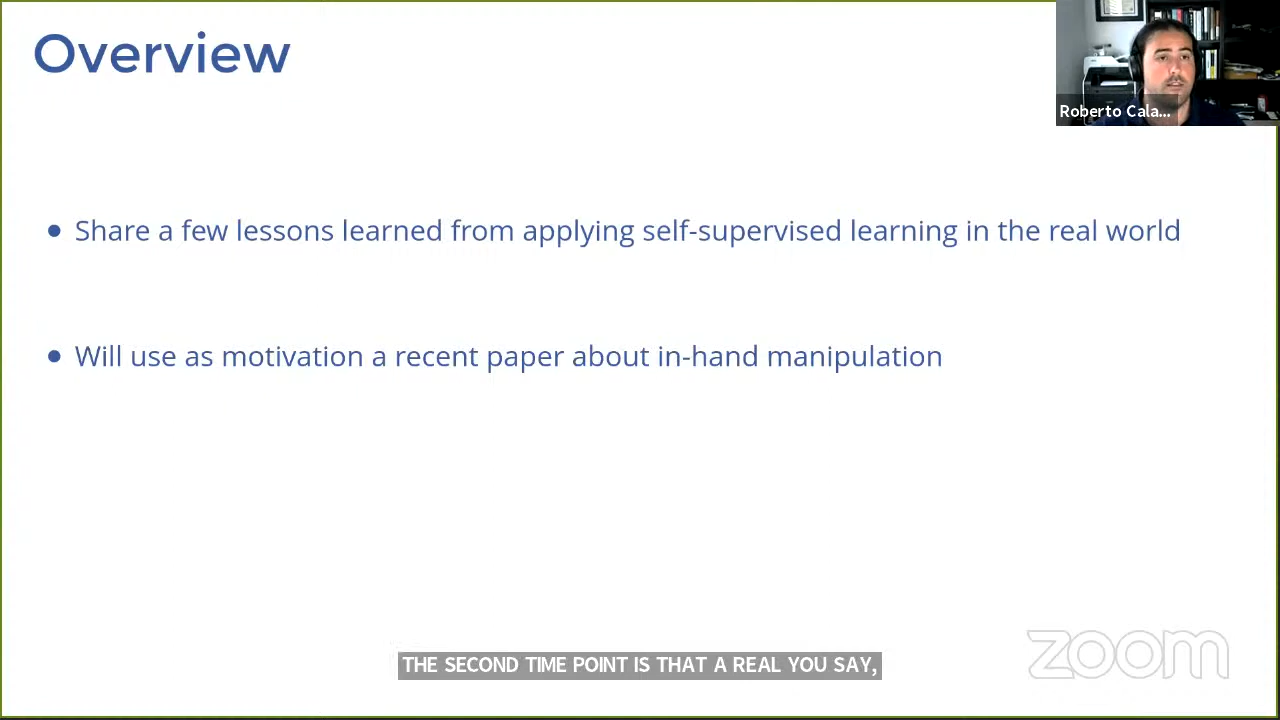 Overview
Roberto Cala...
• Share a few lessons learned from applying self-supervised learning in the real world
• Will use as motivation a recent paper about in-hand manipulation
THE SECOND TIME POINT IS THAT A REAL YOU SAY,
zoom